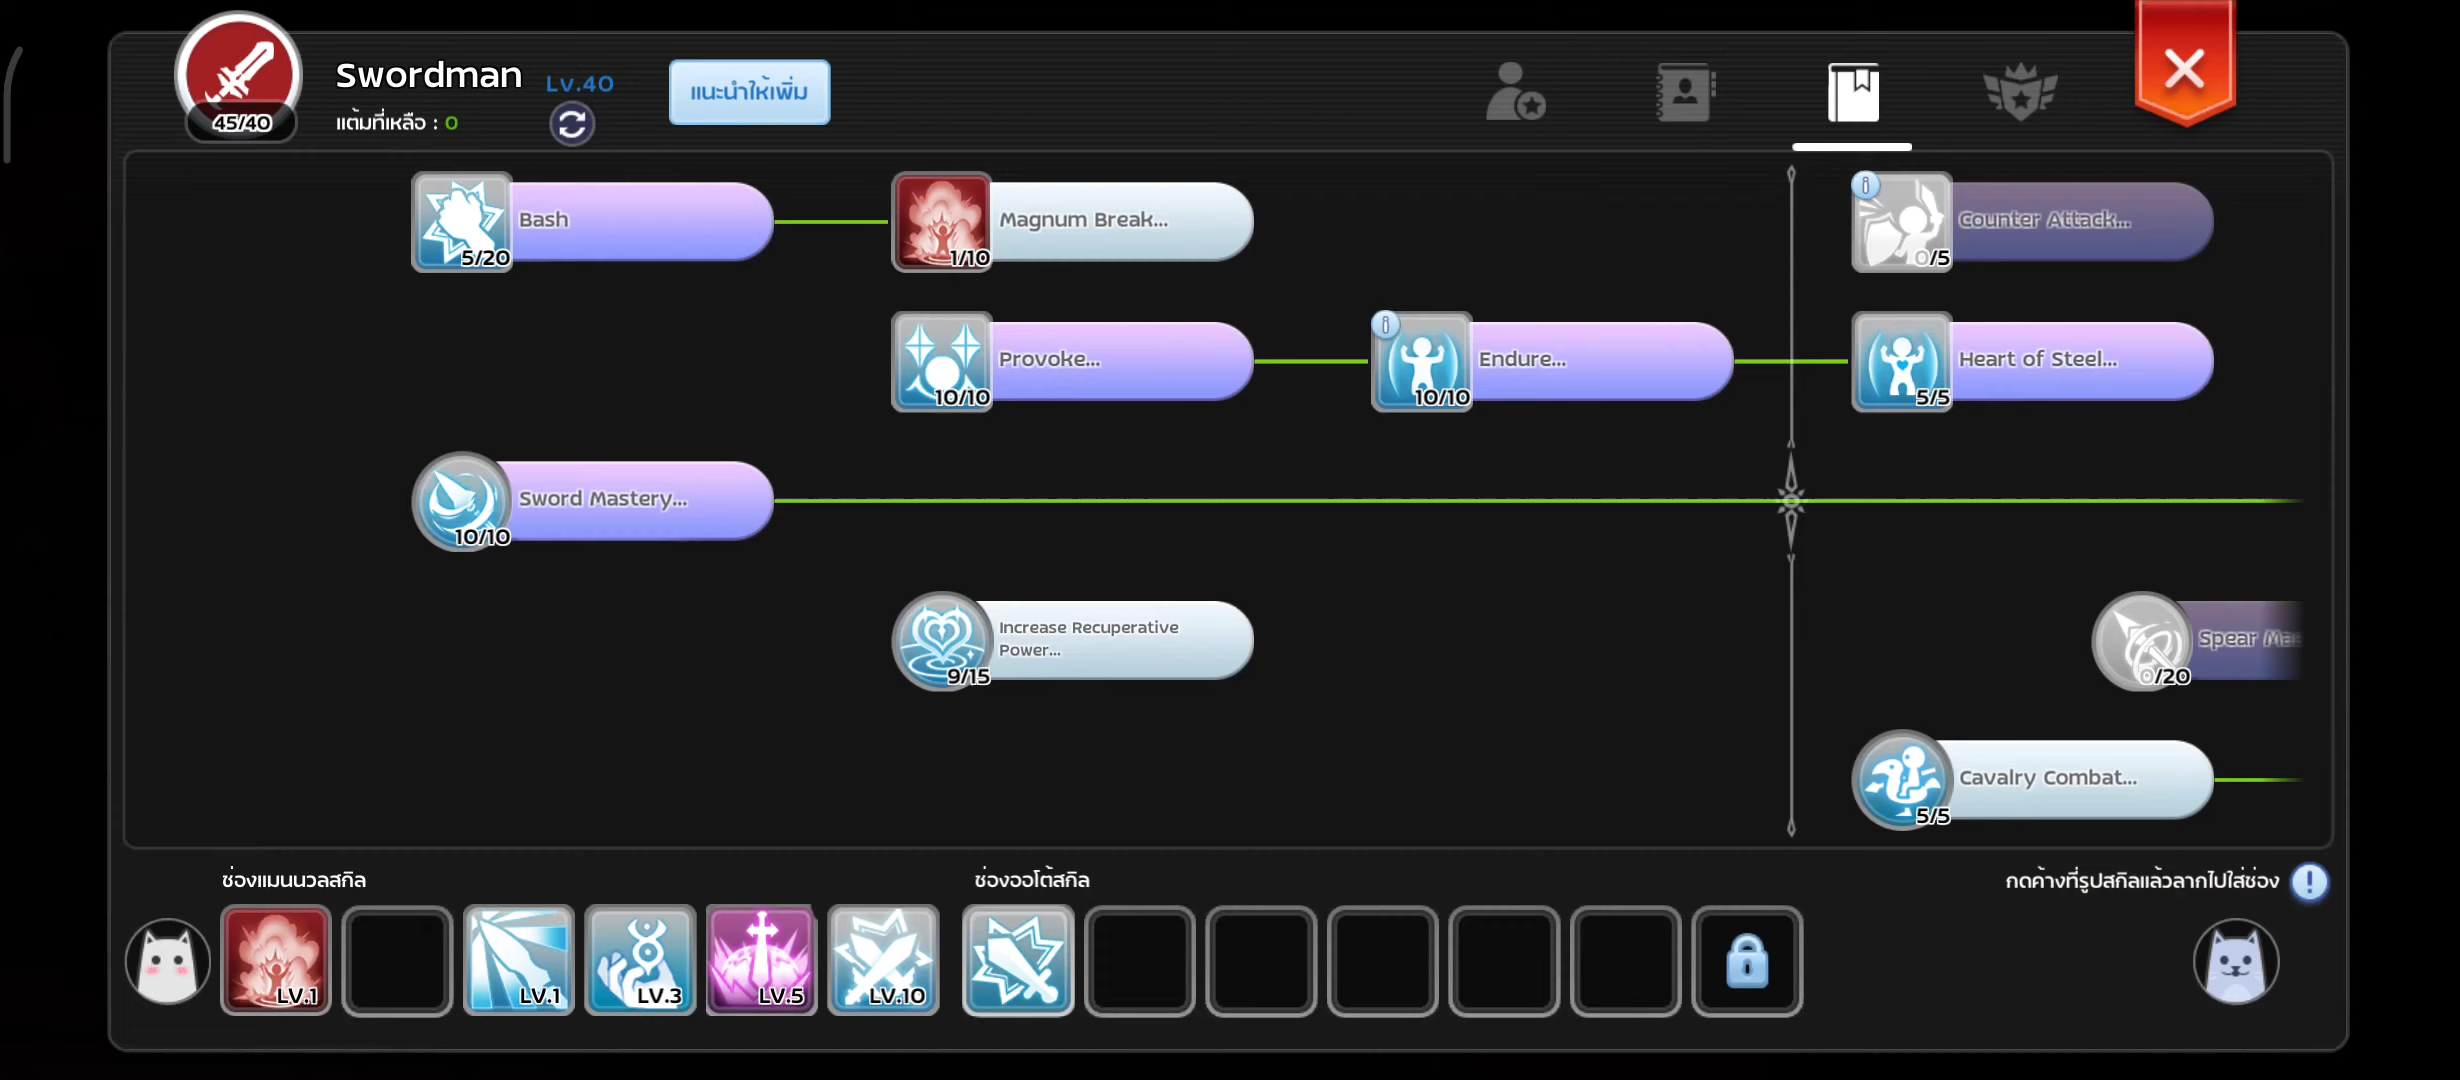 Swordman Lv.40
แนะนำให้เพิ่ม
45/40
แต้มที่เหลือ : 0
Bash
5/20
Magnum Break...
1/10
Counter Attack...
0/5
Provoke...
10/10
Endure...
10/10
Heart of Steel...
5/5
Sword Mastery...
10/10
Increase Recuperative
Power...
9/15
Spear
0/20
Cavalry Combat...
5/5
ช่องแมนนวลสกิล
ช่องออโต้สกิล
กดค้างที่รูปสกิลแล้วลากไปใส่ช่อง
LV.1
LV.1
LV.3
LV.5
LV.10